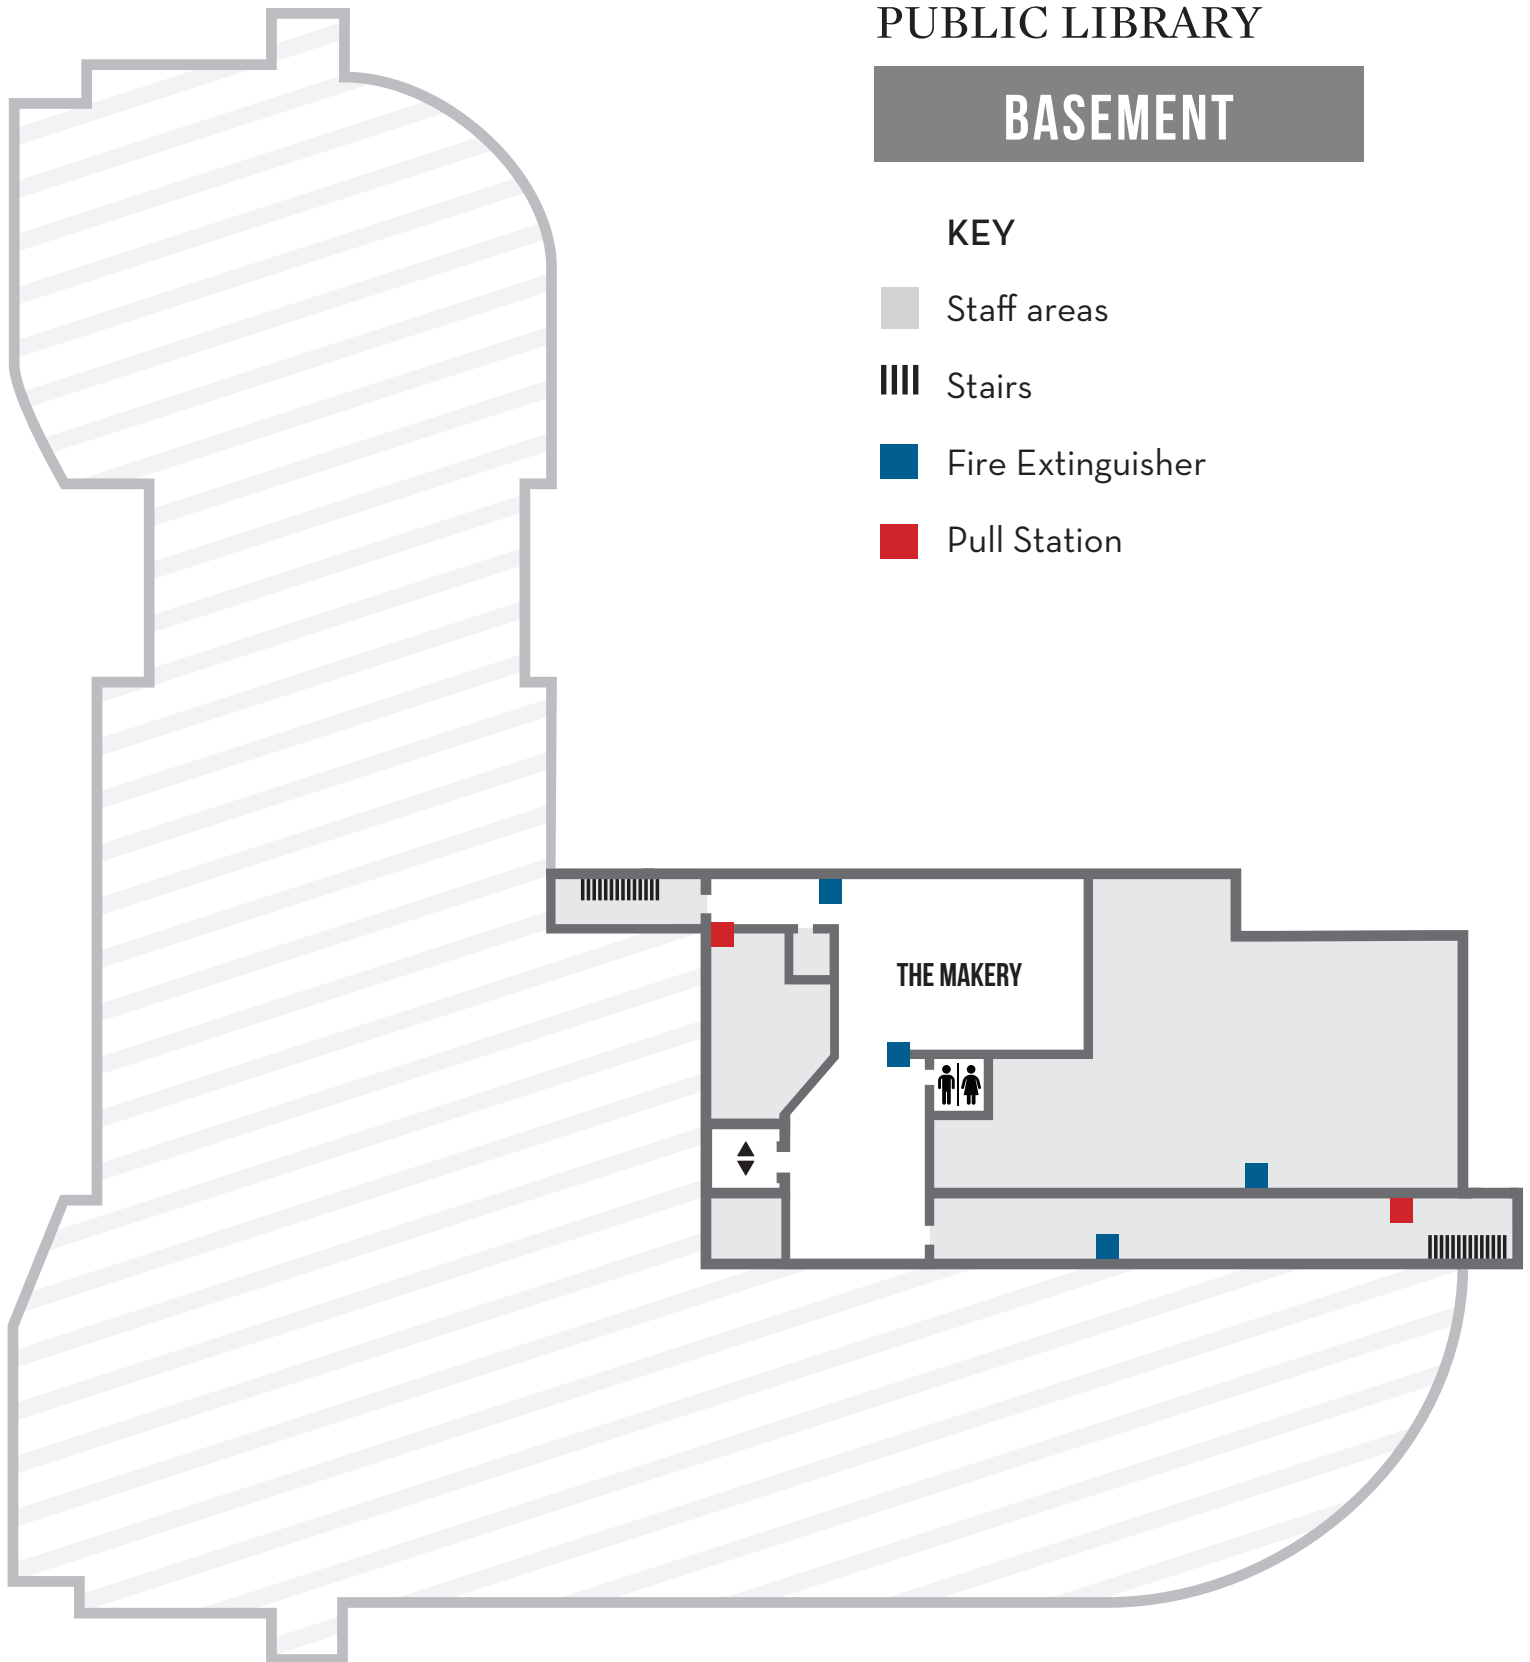 PUBLIC LIBRARY
BASEMENT
KEY
Staff areas
Stairs
Fire Extinguisher
Pull Station
THE MAKERY